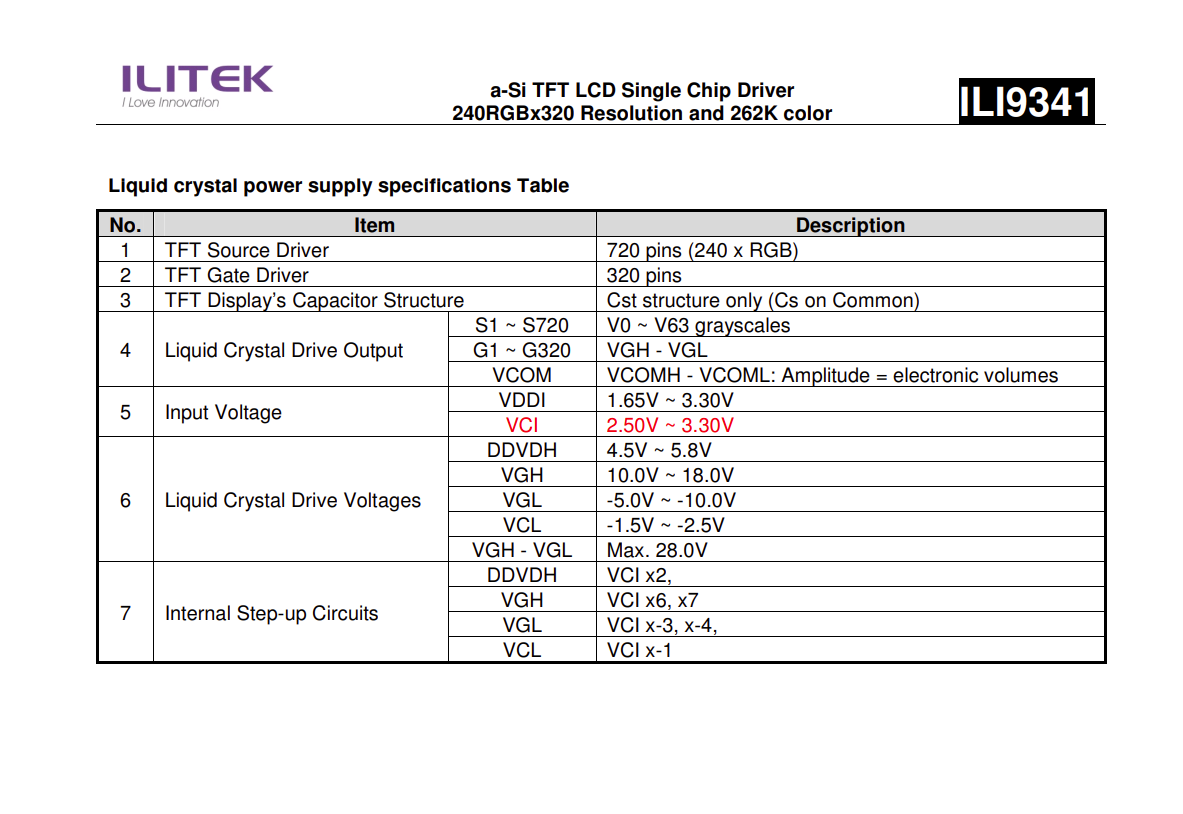 ILITEK
I Love Innovation
a-Si TFT LCD Single Chip Driver
240RGBx320 Resolution and 262K color
ILI9341
Liquid crystal power supply specifications Table
No. Item Description
1 TFT Source Driver 720 pins (240 x RGB)
2 TFT Gate Driver 320 pins
3 TFT Display's Capacitor Structure Cst structure only (Cs on Common)
4 Liquid Crystal Drive Output S1 ~ S720 V0 ~ V63 grayscales
G1 ~ G320 VGH - VGL
VCOM VCOMH - VCOML: Amplitude = electronic volumes
5 Input Voltage VDDI 1.65V ~ 3.30V
VCI 2.50V ~ 3.30V
6 Liquid Crystal Drive Voltages DDVDH 4.5V ~ 5.8V
VGH 10.0V ~ 18.0V
VGL -5.0V ~ -10.0V
VCL -1.5V ~ -2.5V
VGH - VGL Max. 28.0V
7 Internal Step-up Circuits DDVDH VCI x2,
VGH VCI x6, x7
VGL VCI x-3, x-4,
VCL VCI x-1